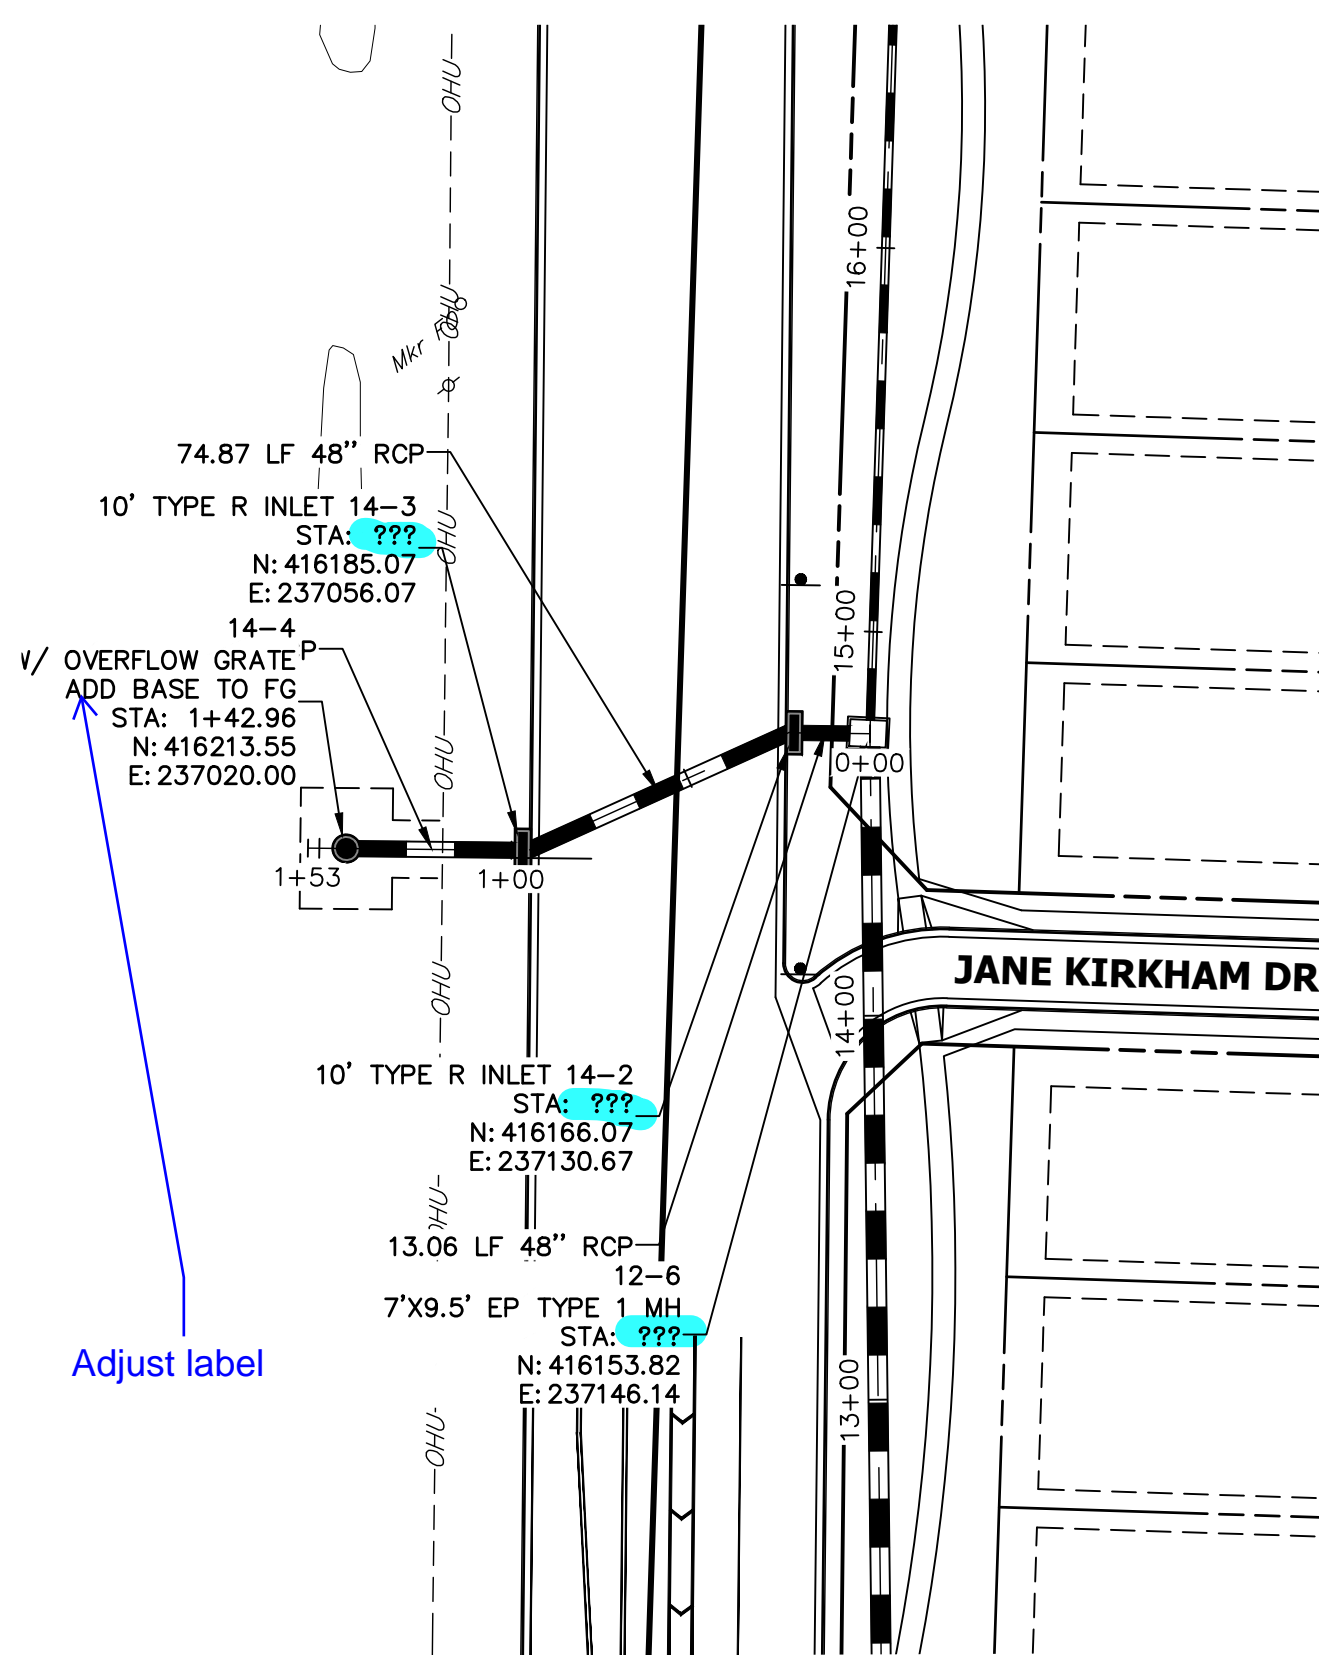 OHU
16+00
OHU
Mkr
74.87 LF 48" RCP
10' TYPE R INLET 14-3
STA: ???
N: 416185.07
E: 237056.07
OHU
15+00
14-4
P
W/ OVERFLOW GRATE
ADD BASE TO FG
STA: 1+42.96
N: 416213.55
E: 237020.00
OHU
0+00
1+53
1+00
JANE KIRKHAM DR
OHU
14+00
10' TYPE R INLET 14-2
STA: ???
N: 416166.07
E: 237130.67
OHU
13.06 LF 48" RCP
12-6
7'X9.5' EP TYPE 1 MH
STA: ???
N: 416153.82
E: 237146.14
Adjust label
13+00
OHU